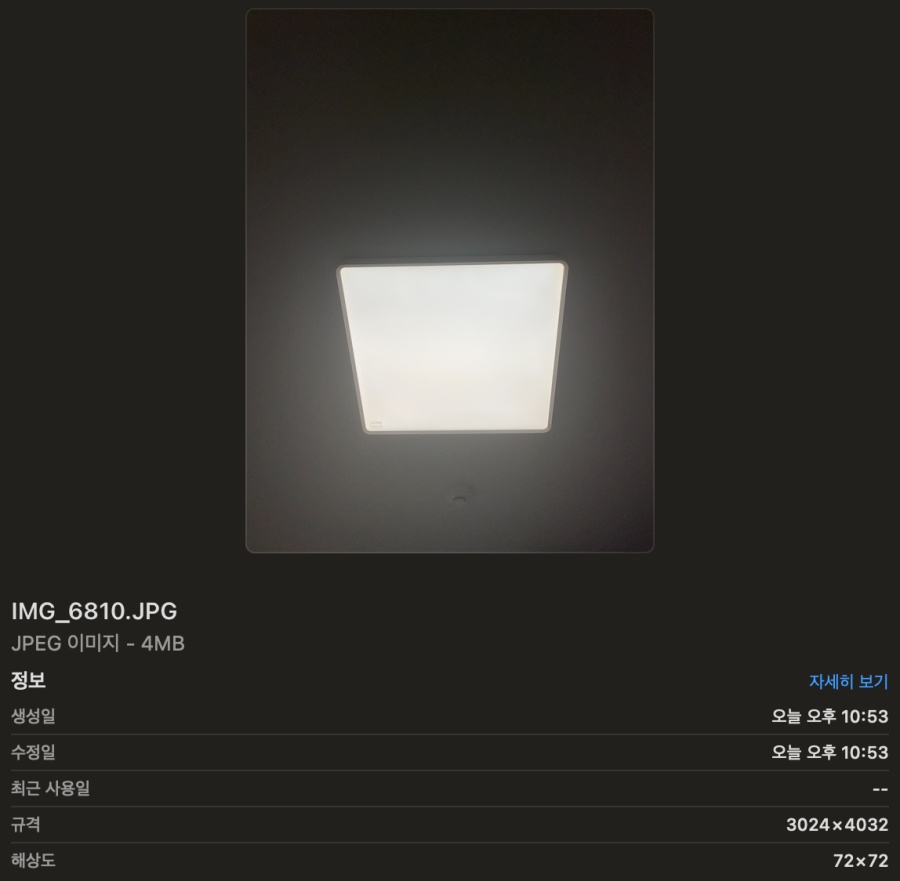 IMG_6810.JPG
JPEG 이미지 - 4MB
정보 자세히 보기
생성일 오늘 오후 10:53
수정일 오늘 오후 10:53
최근 사용일 --
규격 3024×4032
해상도 72×72